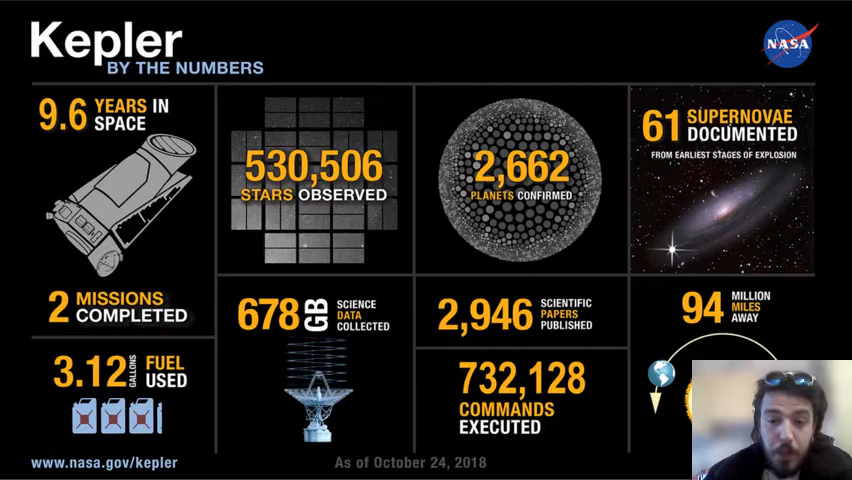 Kepler
BY THE NUMBERS
NASA
9.6 YEARS IN
SPACE
530,506
STARS OBSERVED
2,662
PLANETS CONFIRMED
61 SUPERNOVAE
DOCUMENTED
FROM EARLIEST STAGES OF EXPLOSION
2 MISSIONS
COMPLETED
678 GB SCIENCE
DATA
COLLECTED
2,946 SCIENTIFIC
PAPERS
PUBLISHED
94 MILLION
MILES
AWAY
3.12 GALLONS FUEL
USED
732,128
COMMANDS
EXECUTED
www.nasa.gov/kepler
As of October 24, 2018